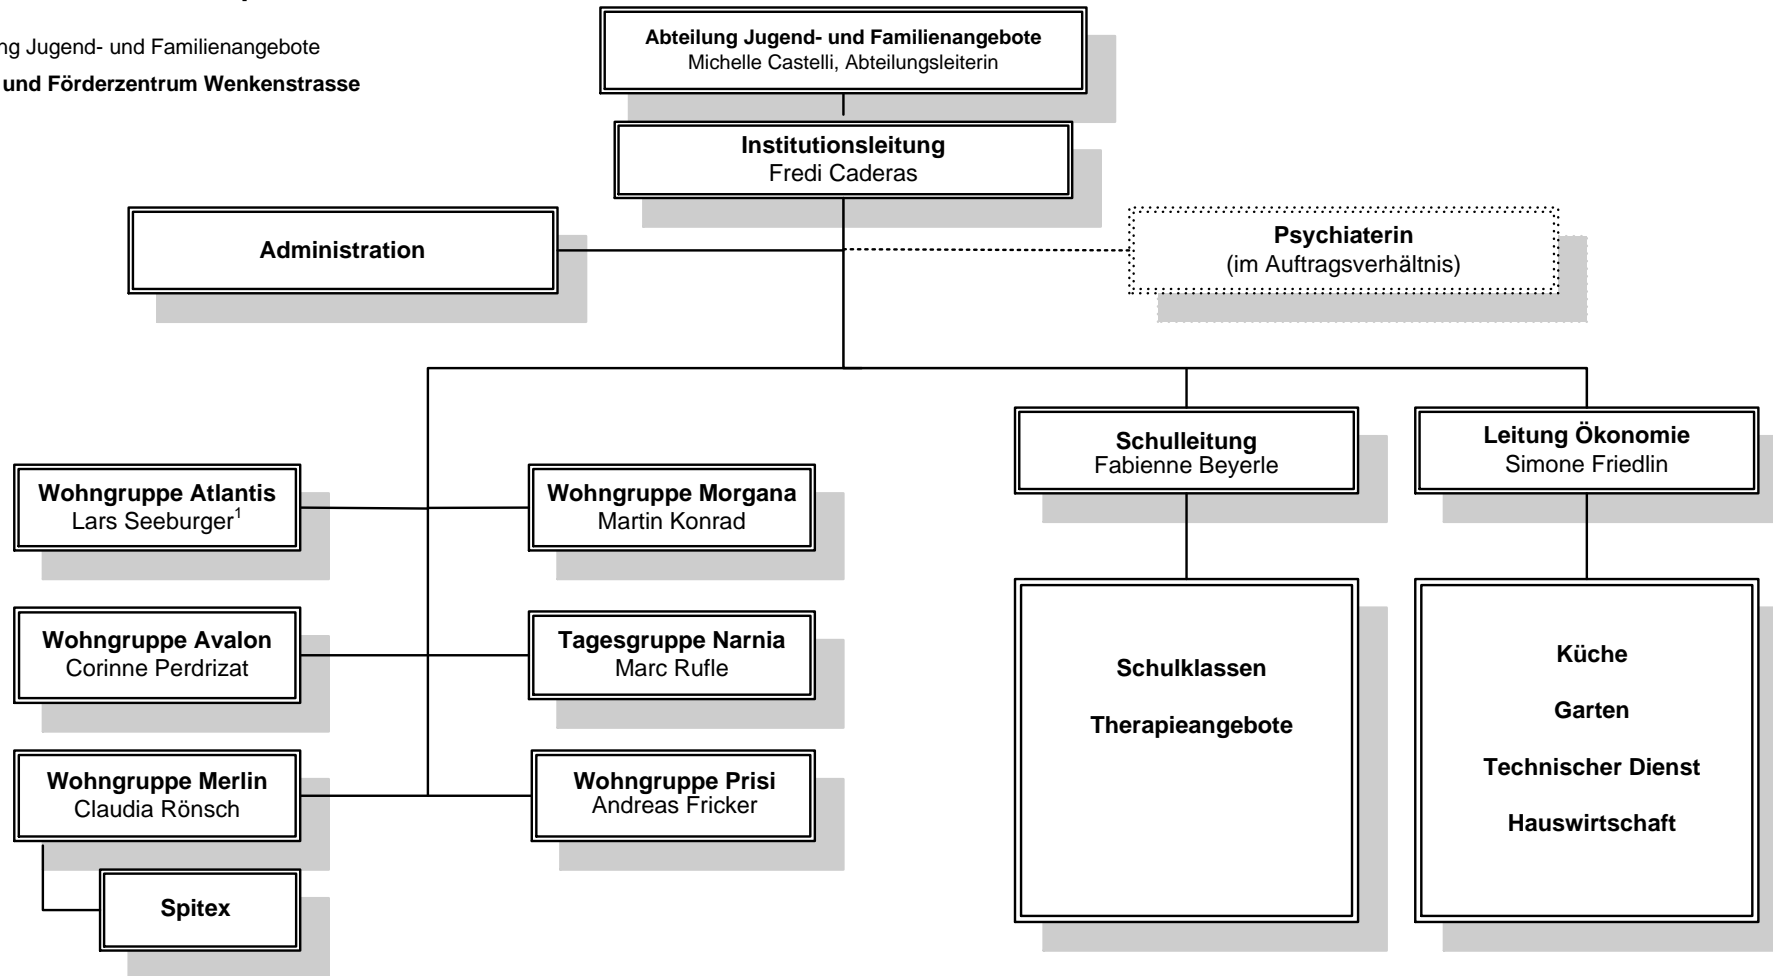 ng Jugend- und Familienangebote
und Förderzentrum Wenkenstrasse
Abteilung Jugend- und Familienangebote
Michelle Castelli, Abteilungsleiterin
Institutionsleitung
Fredi Caderas
Administration
Psychiaterin
(im Auftragsverhältnis)
Schulleitung
Fabienne Beyerle
Leitung Ökonomie
Simone Friedlin
Wohngruppe Atlantis
Lars Seeburger¹
Wohngruppe Morgana
Martin Konrad
Wohngruppe Avalon
Corinne Perdrizat
Tagesgruppe Narnia
Marc Rufle
Wohngruppe Merlin
Claudia Rönsch
Wohngruppe Prisi
Andreas Fricker
Spitex
Schulklassen
Therapieangebote
Küche
Garten
Technischer Dienst
Hauswirtschaft